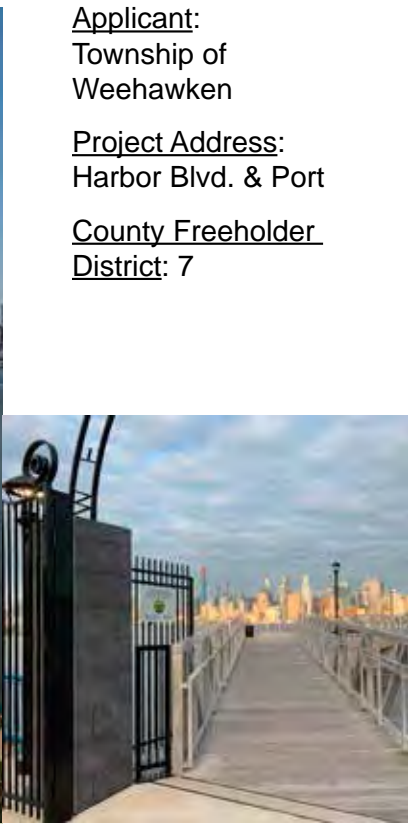 Applicant:
Township of
Weehawken
Project Address:
Harbor Blvd. & Port
County Freeholder
District: 7